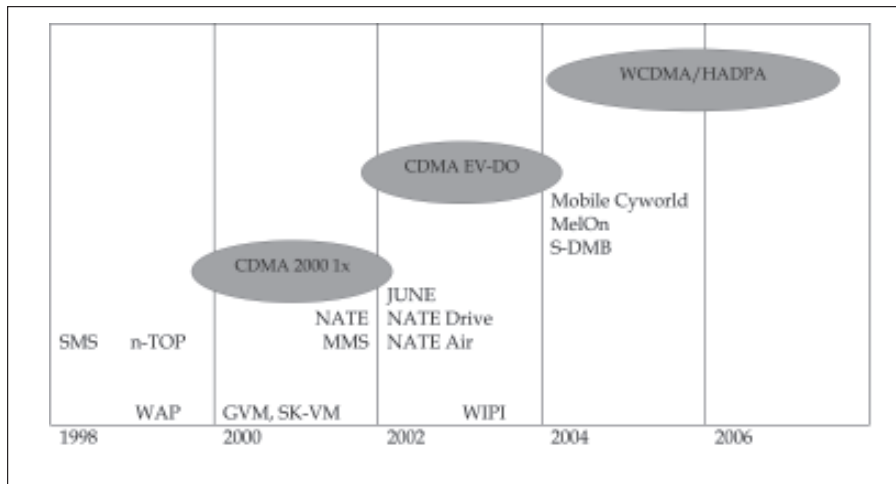 WCDMA/HADPA
CDMA EV-DO
Mobile Cyworld
MelOn
S-DMB
CDMA 2000 1x
JUNE
NATE NATE Drive
SMS n-TOP MMS NATE Air
WAP GVM, SK-VM WIPI
1998 2000 2002 2004 2006